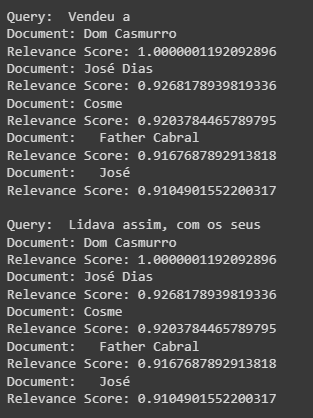 Query:  Vendeu a
Document: Dom Casmurro
Relevance Score: 1.0000001192092896
Document: José Dias
Relevance Score: 0.9268178939819336
Document: Cosme
Relevance Score: 0.9203784465789795
Document:   Father Cabral
Relevance Score: 0.9167687892913818
Document:   José
Relevance Score: 0.9104901552200317

Query:  Lidava assim, com os seus
Document: Dom Casmurro
Relevance Score: 1.0000001192092896
Document: José Dias
Relevance Score: 0.9268178939819336
Document: Cosme
Relevance Score: 0.9203784465789795
Document:   Father Cabral
Relevance Score: 0.9167687892913818
Document:   José
Relevance Score: 0.9104901552200317